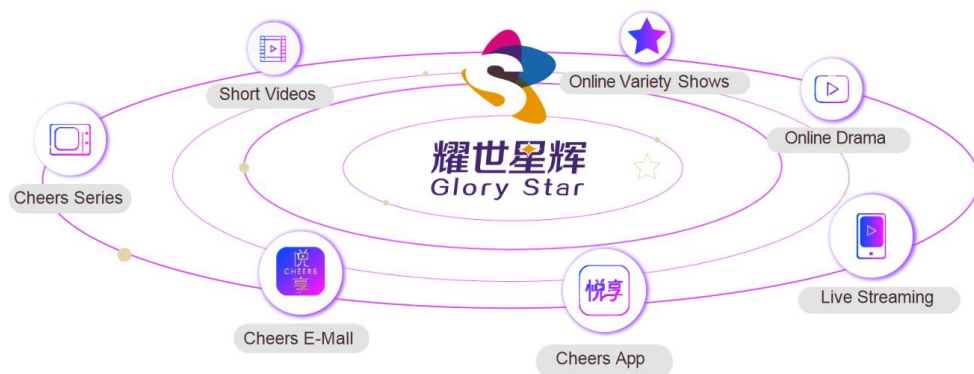 Short Videos
Online Variety Shows
Online Drama
耀世星辉
Glory Star
Cheers Series
悦
CHEERS
享
Cheers E-Mall
悦享
Cheers App
Live Streaming